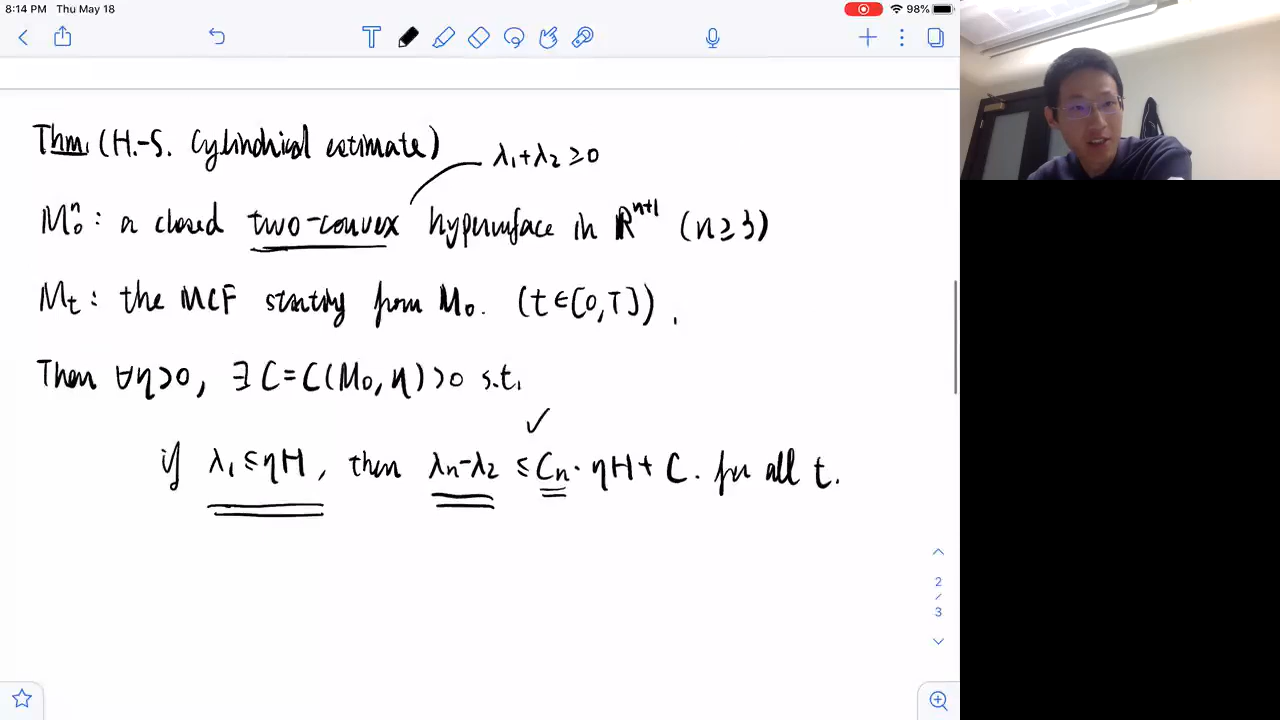 8:14 PM Thu May 18
98%
Thm (H.-S. Cylindrical estimate)
λ₁+λ₂ ≥0
M₀ⁿ : a closed two-convex hypersurface in ℝⁿ⁺¹ (n≥3)
Mt : the MCF starting from M₀. (t∈[0,T]).
Then ∀η>0, ∃ C=C(M₀,η)>0 s.t.
✓
if λ₁≤ηH, then λn-λ₂ ≤ Cn·ηH+C. for all t.
2
/
3